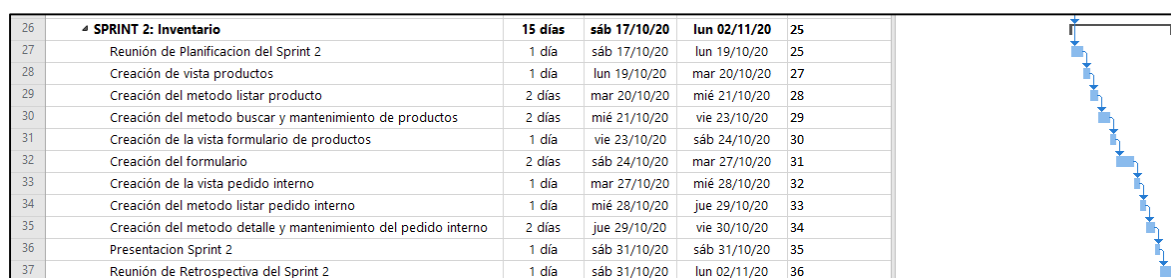 26 SPRINT 2: Inventario 15 días sáb 17/10/20 lun 02/11/20 25
27 Reunión de Planificacion del Sprint 2 1 día sáb 17/10/20 lun 19/10/20 25
28 Creación de vista productos 1 día lun 19/10/20 mar 20/10/20 27
29 Creación del metodo listar producto 2 días mar 20/10/20 mié 21/10/20 28
30 Creación del metodo buscar y mantenimiento de productos 2 días mié 21/10/20 vie 23/10/20 29
31 Creación de la vista formulario de productos 1 día vie 23/10/20 sáb 24/10/20 30
32 Creación del formulario 2 días sáb 24/10/20 mar 27/10/20 31
33 Creación de la vista pedido interno 1 día mar 27/10/20 mié 28/10/20 32
34 Creación del metodo listar pedido interno 1 día mié 28/10/20 jue 29/10/20 33
35 Creación del metodo detalle y mantenimiento del pedido interno 2 días jue 29/10/20 vie 30/10/20 34
36 Presentacion Sprint 2 1 día sáb 31/10/20 sáb 31/10/20 35
37 Reunión de Retrospectiva del Sprint 2 1 día sáb 31/10/20 lun 02/11/20 36